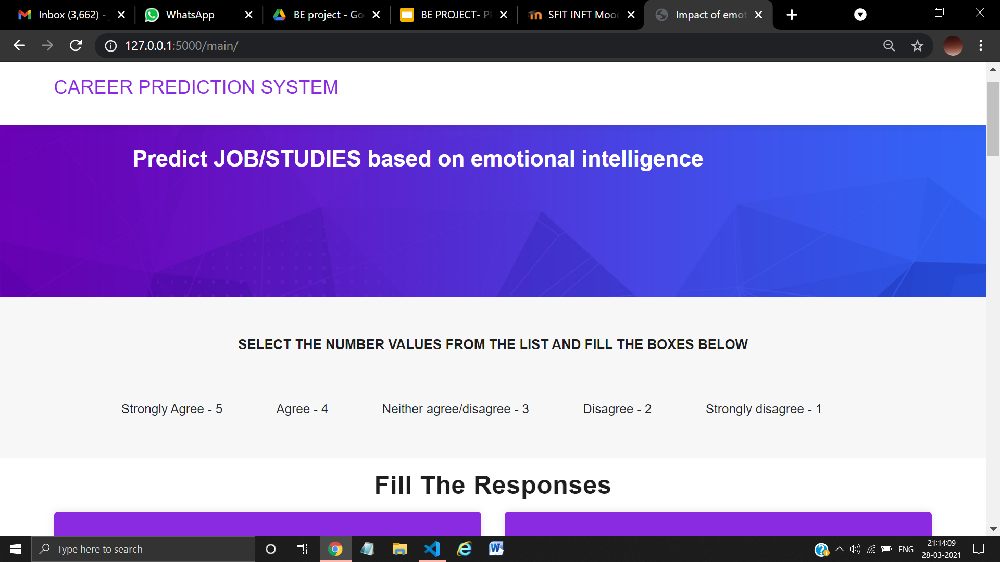 Inbox (3,662) -
WhatsApp
BE project - Go
BE PROJECT- PR
SFIT INFT Mood
Impact of emot
127.0.0.1:5000/main/
CAREER PREDICTION SYSTEM
Predict JOB/STUDIES based on emotional intelligence
SELECT THE NUMBER VALUES FROM THE LIST AND FILL THE BOXES BELOW
Strongly Agree - 5
Agree - 4
Neither agree/disagree - 3
Disagree - 2
Strongly disagree - 1
Fill The Responses
Type here to search
ENG
21:14:09
28-03-2021